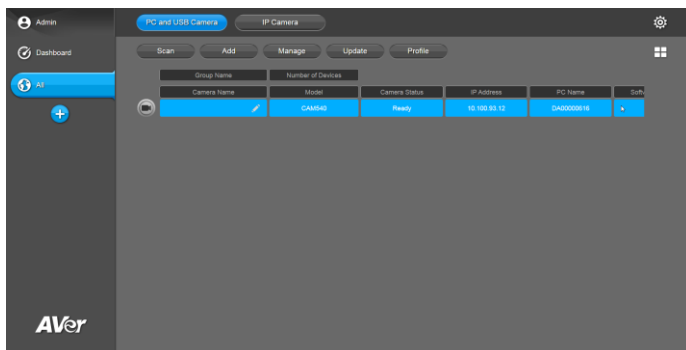 Admin
PC and USB Camera
IP Camera
Dashboard
Scan
Add
Manage
Update
Profile
All
Group Name
Number of Devices
Camera Name
Model
Camera Status
IP Address
PC Name
CAM540
Ready
10.100.93.12
AVer